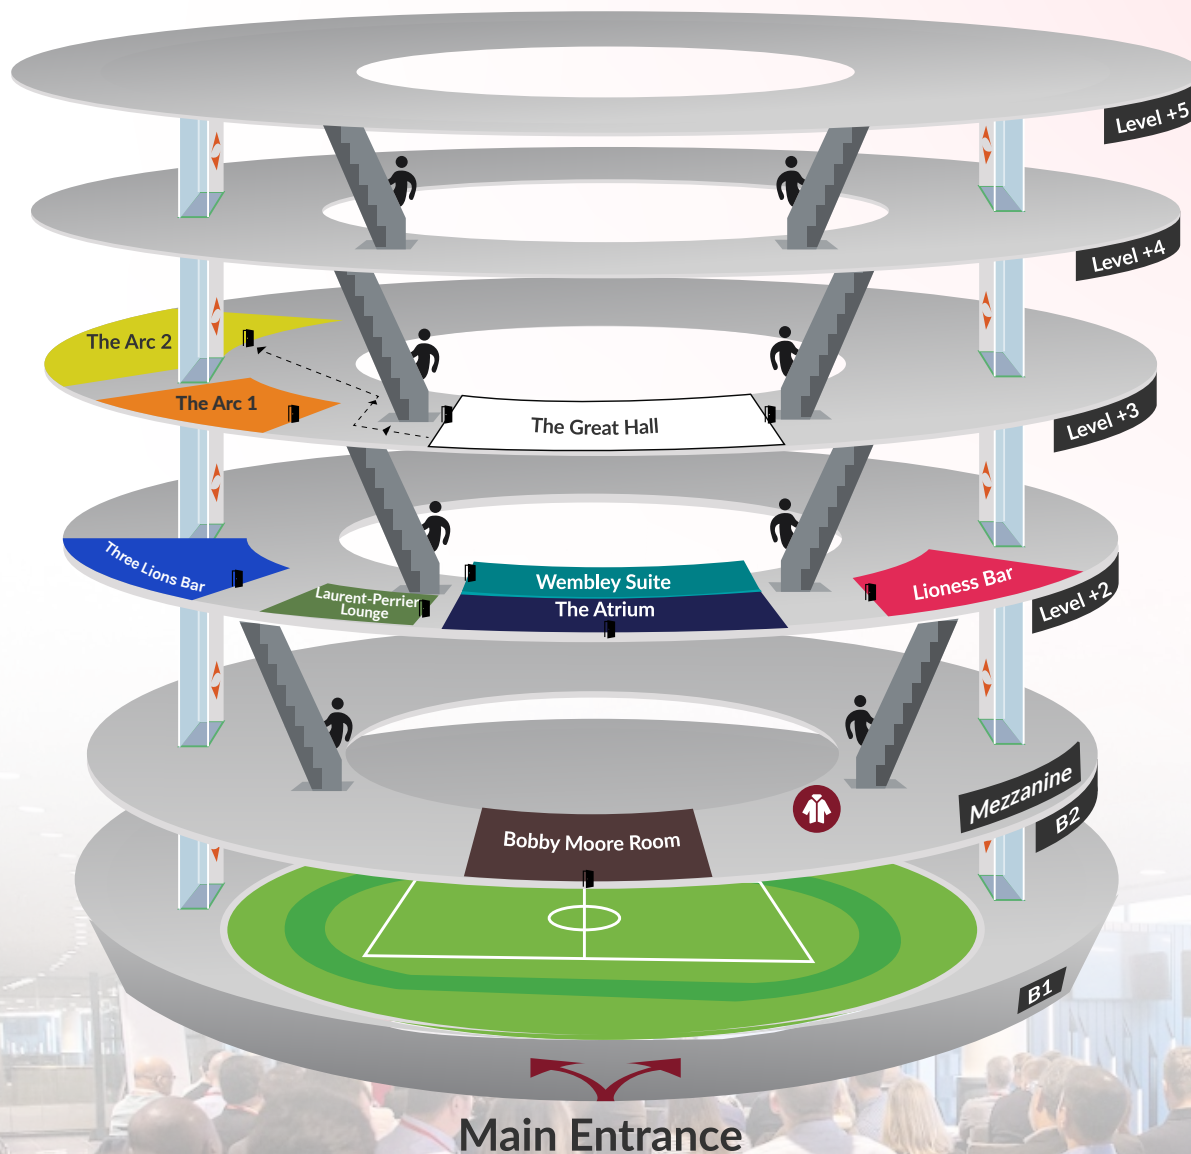 Level +5
Level +4
The Arc 2
The Arc 1
The Great Hall
Level +3
Three Lions Bar
Laurent-Perrier
Lounge
Wembley Suite
The Atrium
Lioness Bar
Level +2
Mezzanine
B2
Bobby Moore Room
B1
Main Entrance